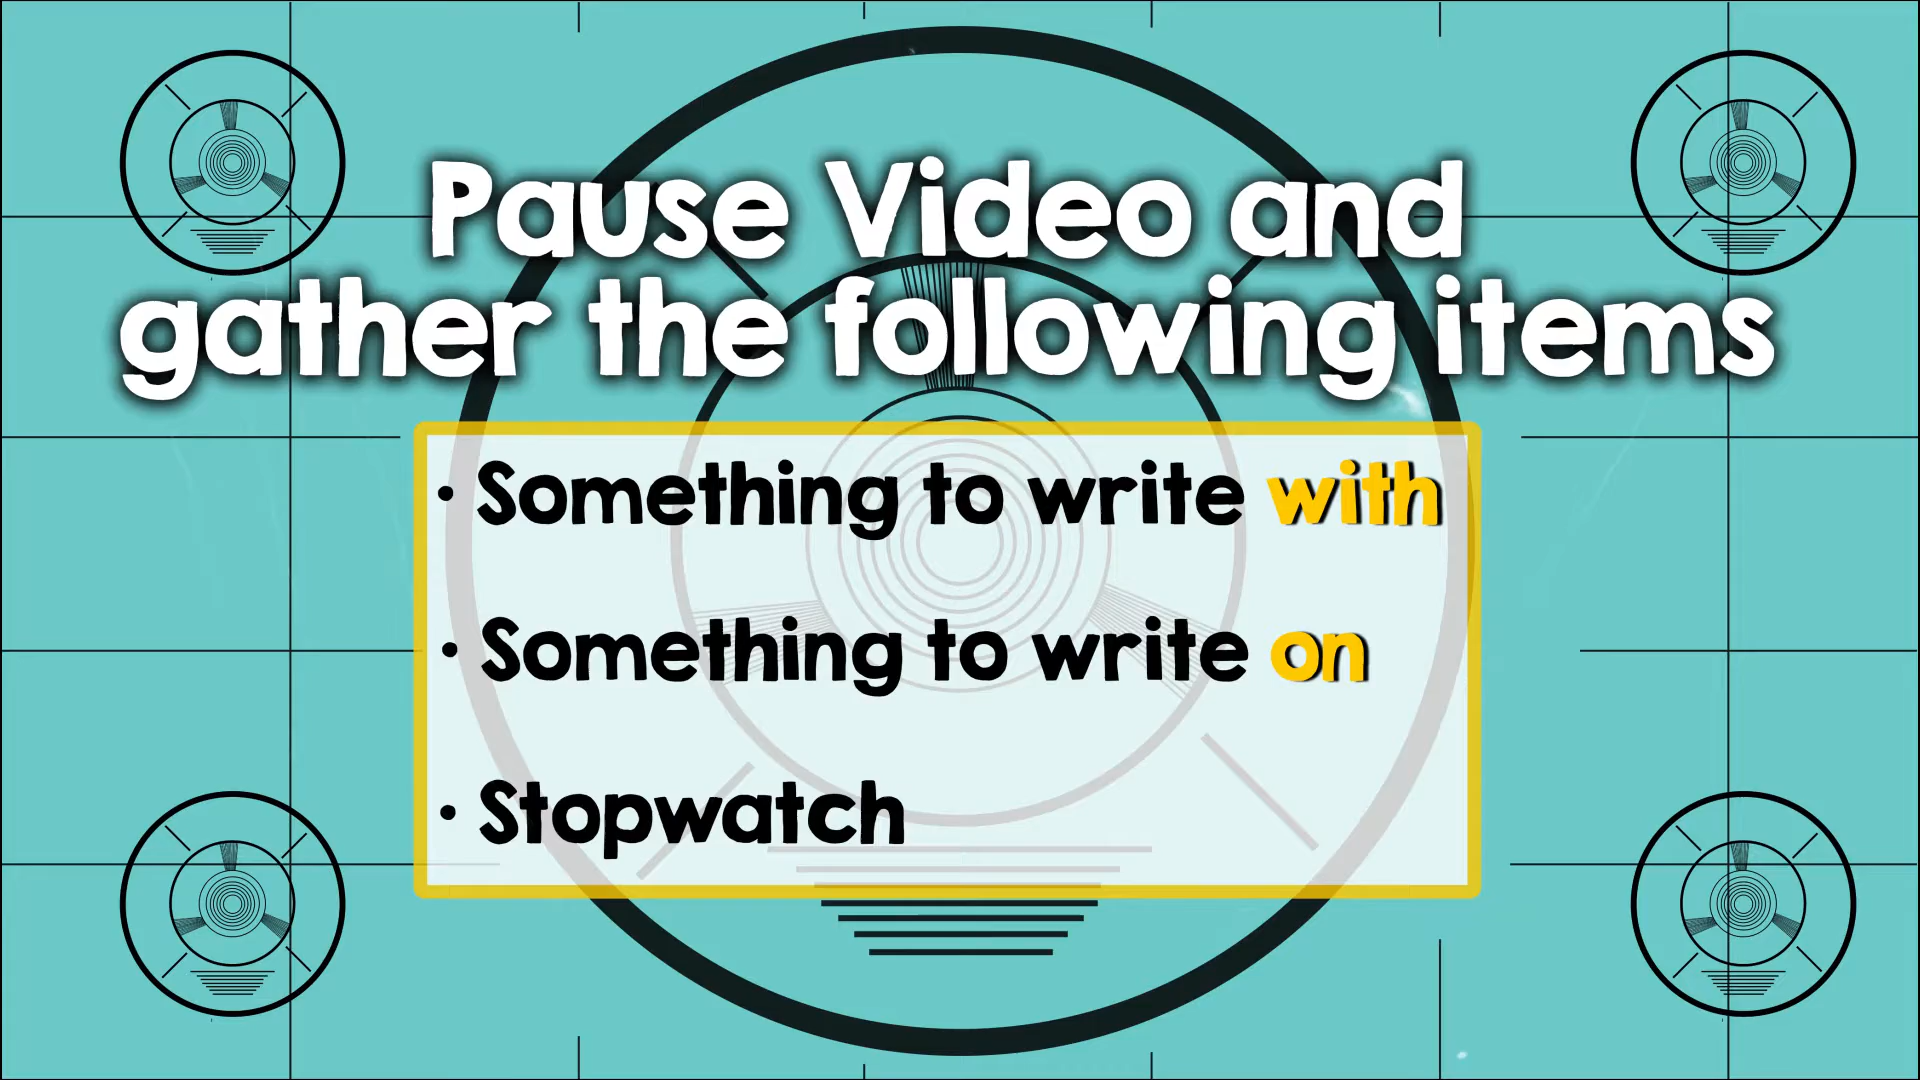 Pause Video and
gather the following items
• Something to write with
• Something to write on
• Stopwatch